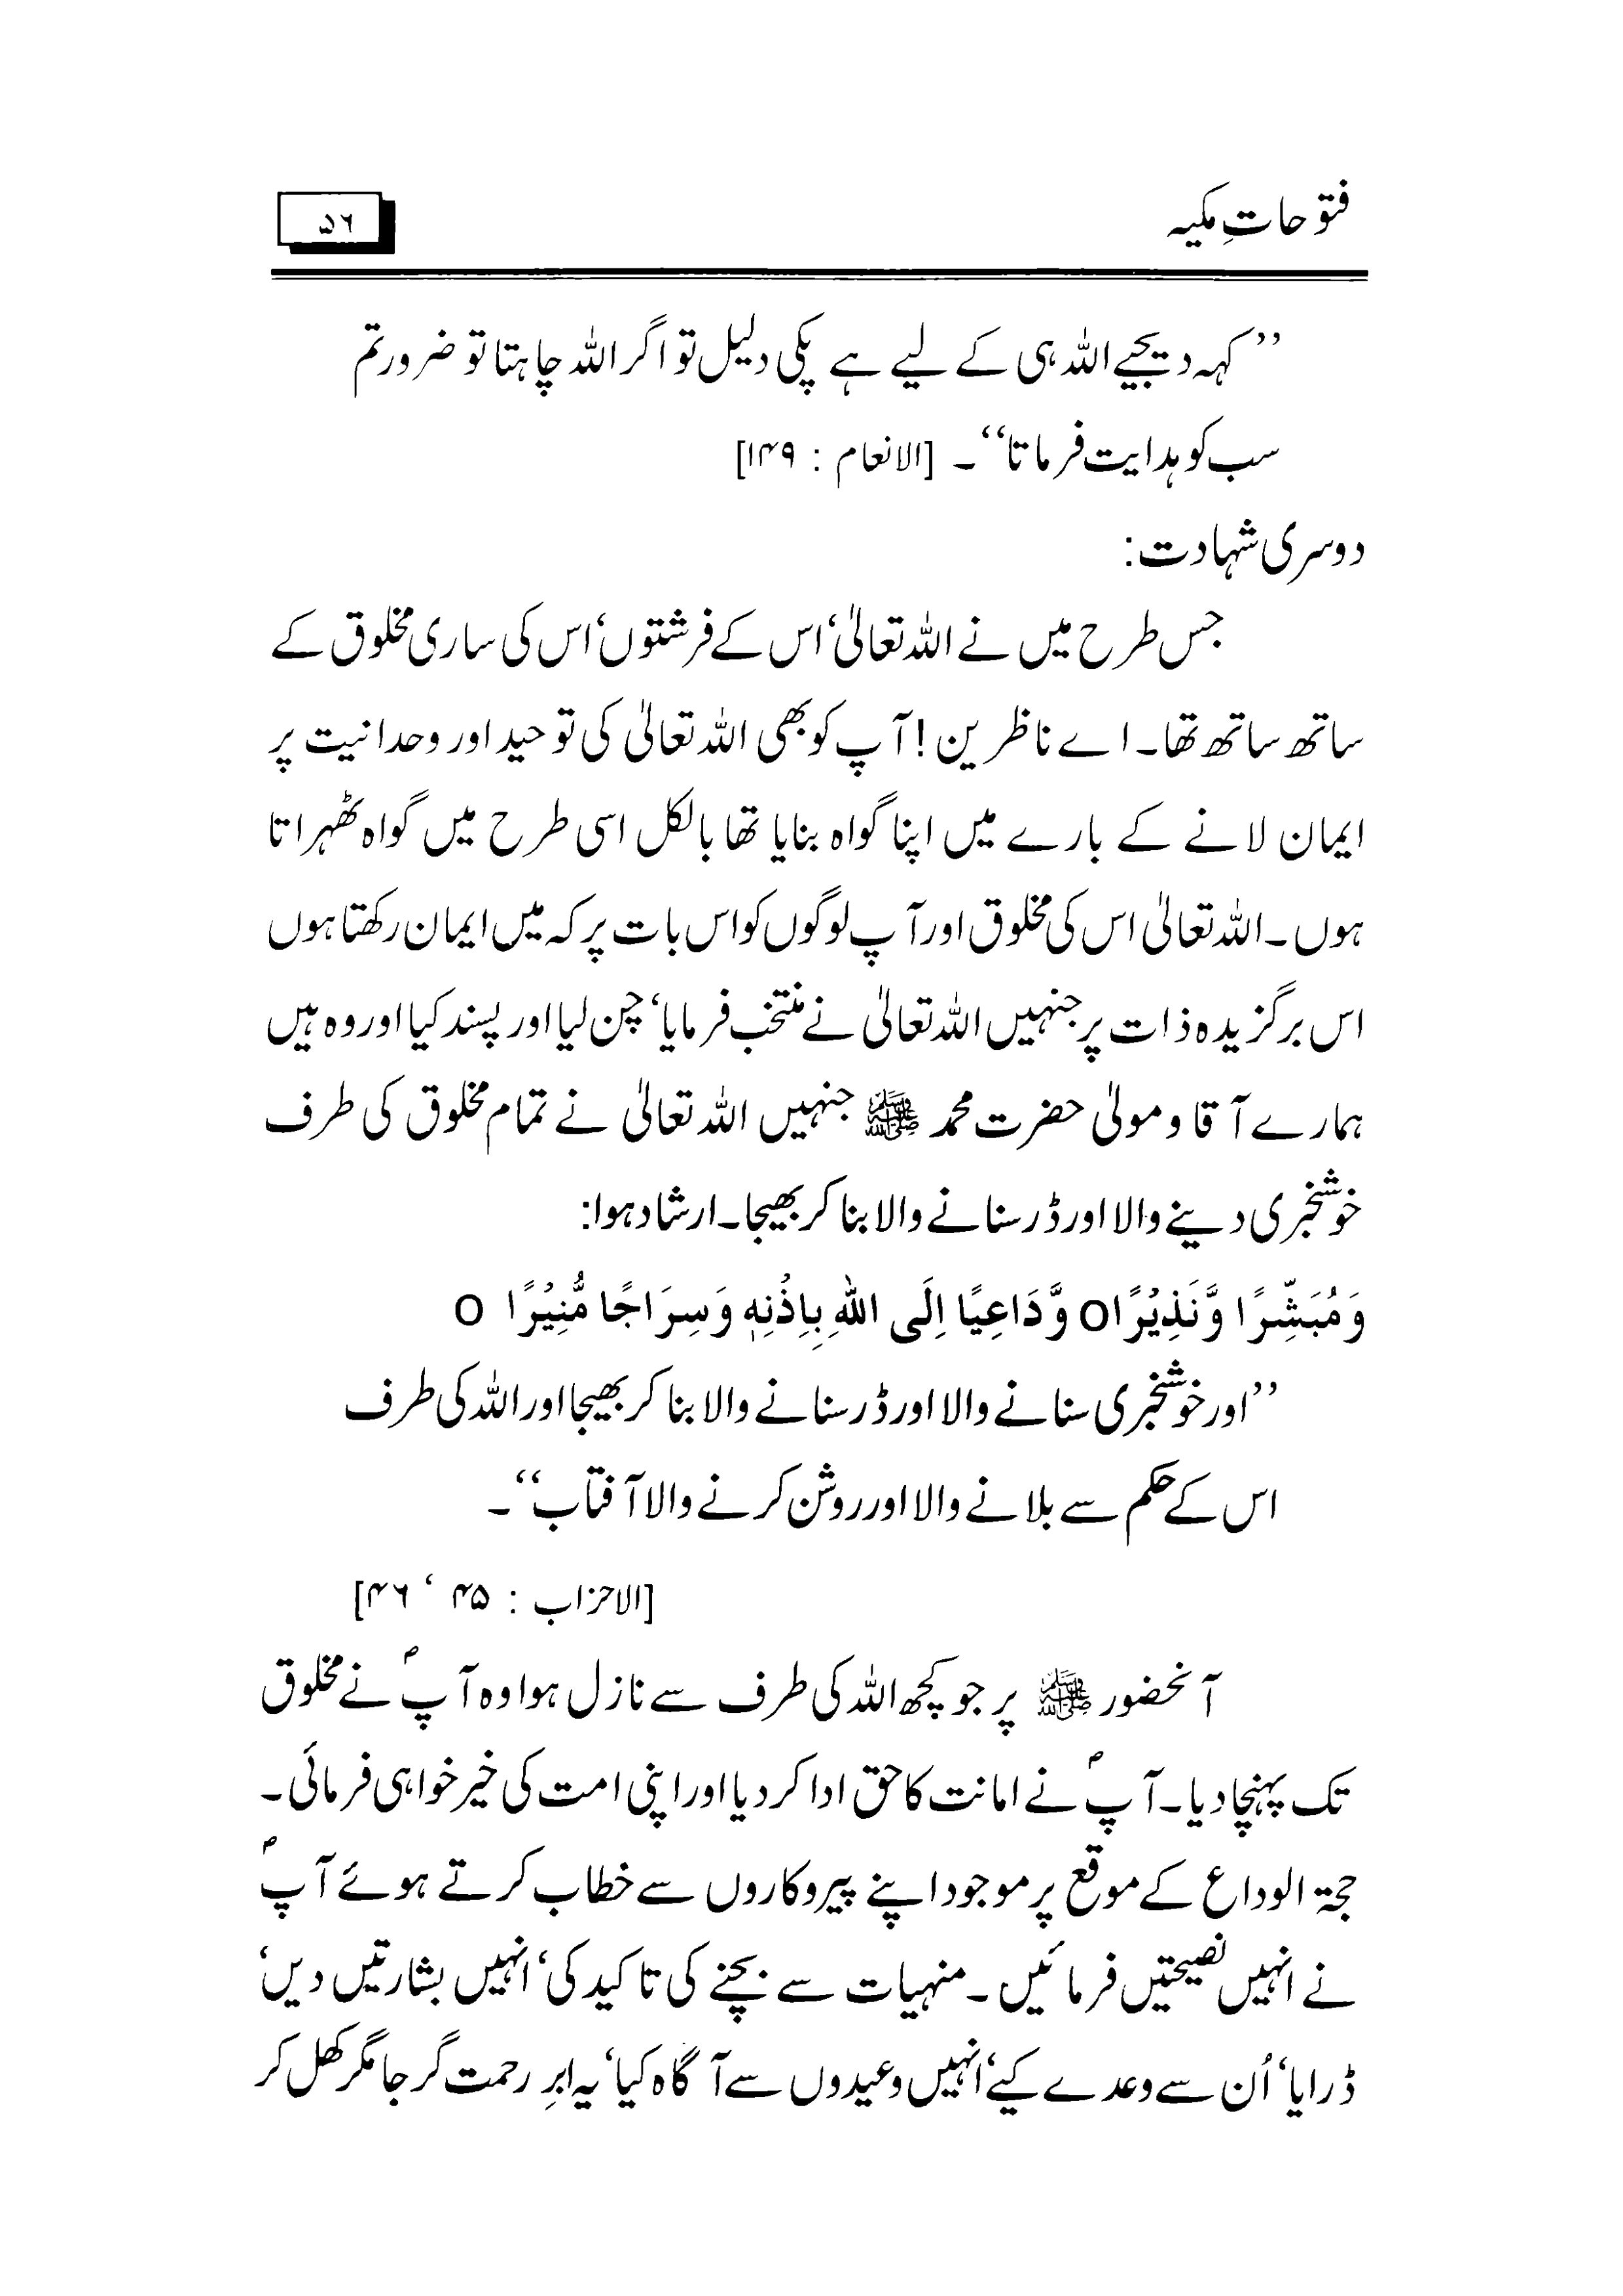 فتوحاتِ مکیہ
۵۶
’’کہہ دیجیے اللہ ہی کے لیے ہے پکی دلیل تو اگر اللہ چاہتا تو ضرور تم
سب کو ہدایت فرماتا‘‘۔ [الانعام : ۱۴۹]
دوسری شہادت:
جس طرح میں نے اللہ تعالیٰ‘ اس کے فرشتوں‘ اس کی ساری مخلوق کے
ساتھ ساتھ تھا۔ اے ناظرین! آپ کو بھی اللہ تعالیٰ کی توحید اور وحدانیت پر
ایمان لانے کے بارے میں اپنا گواہ بنایا تھا بالکل اسی طرح میں گواہ ٹھہراتا
ہوں۔ اللہ تعالیٰ اس کی مخلوق اور آپ لوگوں کو اس بات پر کہ میں ایمان رکھتا ہوں
اس برگزیدہ ذات پر جنہیں اللہ تعالیٰ نے منتخب فرمایا‘ چن لیا اور پسند کیا اور وہ ہیں
ہمارے آقا و مولیٰ حضرت محمد ﷺ جنہیں اللہ تعالیٰ نے تمام مخلوق کی طرف
خوشخبری دینے والا اور ڈر سنانے والا بنا کر بھیجا۔ ارشاد ہوا:
وَمُبَشِّرًا وَّنَذِيْرًا O وَّدَاعِيًا اِلَى اللّٰهِ بِاِذْنِهٖ وَسِرَاجًا مُّنِيْرًا O
’’اور خوشخبری سنانے والا اور ڈر سنانے والا بنا کر بھیجا اور اللہ کی طرف
اس کے حکم سے بلانے والا اور روشن کرنے والا آفتاب‘‘۔
[الاحزاب : ۴۵ ‘ ۴۶]
آنحضور ﷺ پر جو کچھ اللہ کی طرف سے نازل ہوا وہ آپؐ نے مخلوق
تک پہنچا دیا۔ آپؐ نے امانت کا حق ادا کر دیا اور اپنی امت کی خیر خواہی فرمائی۔
حجۃ الوداع کے موقع پر موجود اپنے پیروکاروں سے خطاب کرتے ہوئے آپؐ
نے انہیں نصیحتیں فرمائیں۔ منہیات سے بچنے کی تاکید کی‘ انہیں بشارتیں دیں‘
ڈرایا‘ اُن سے وعدے کیے‘ انہیں وعیدوں سے آگاہ کیا‘ یہ ابرِ رحمت گرجا مگر کھل کر